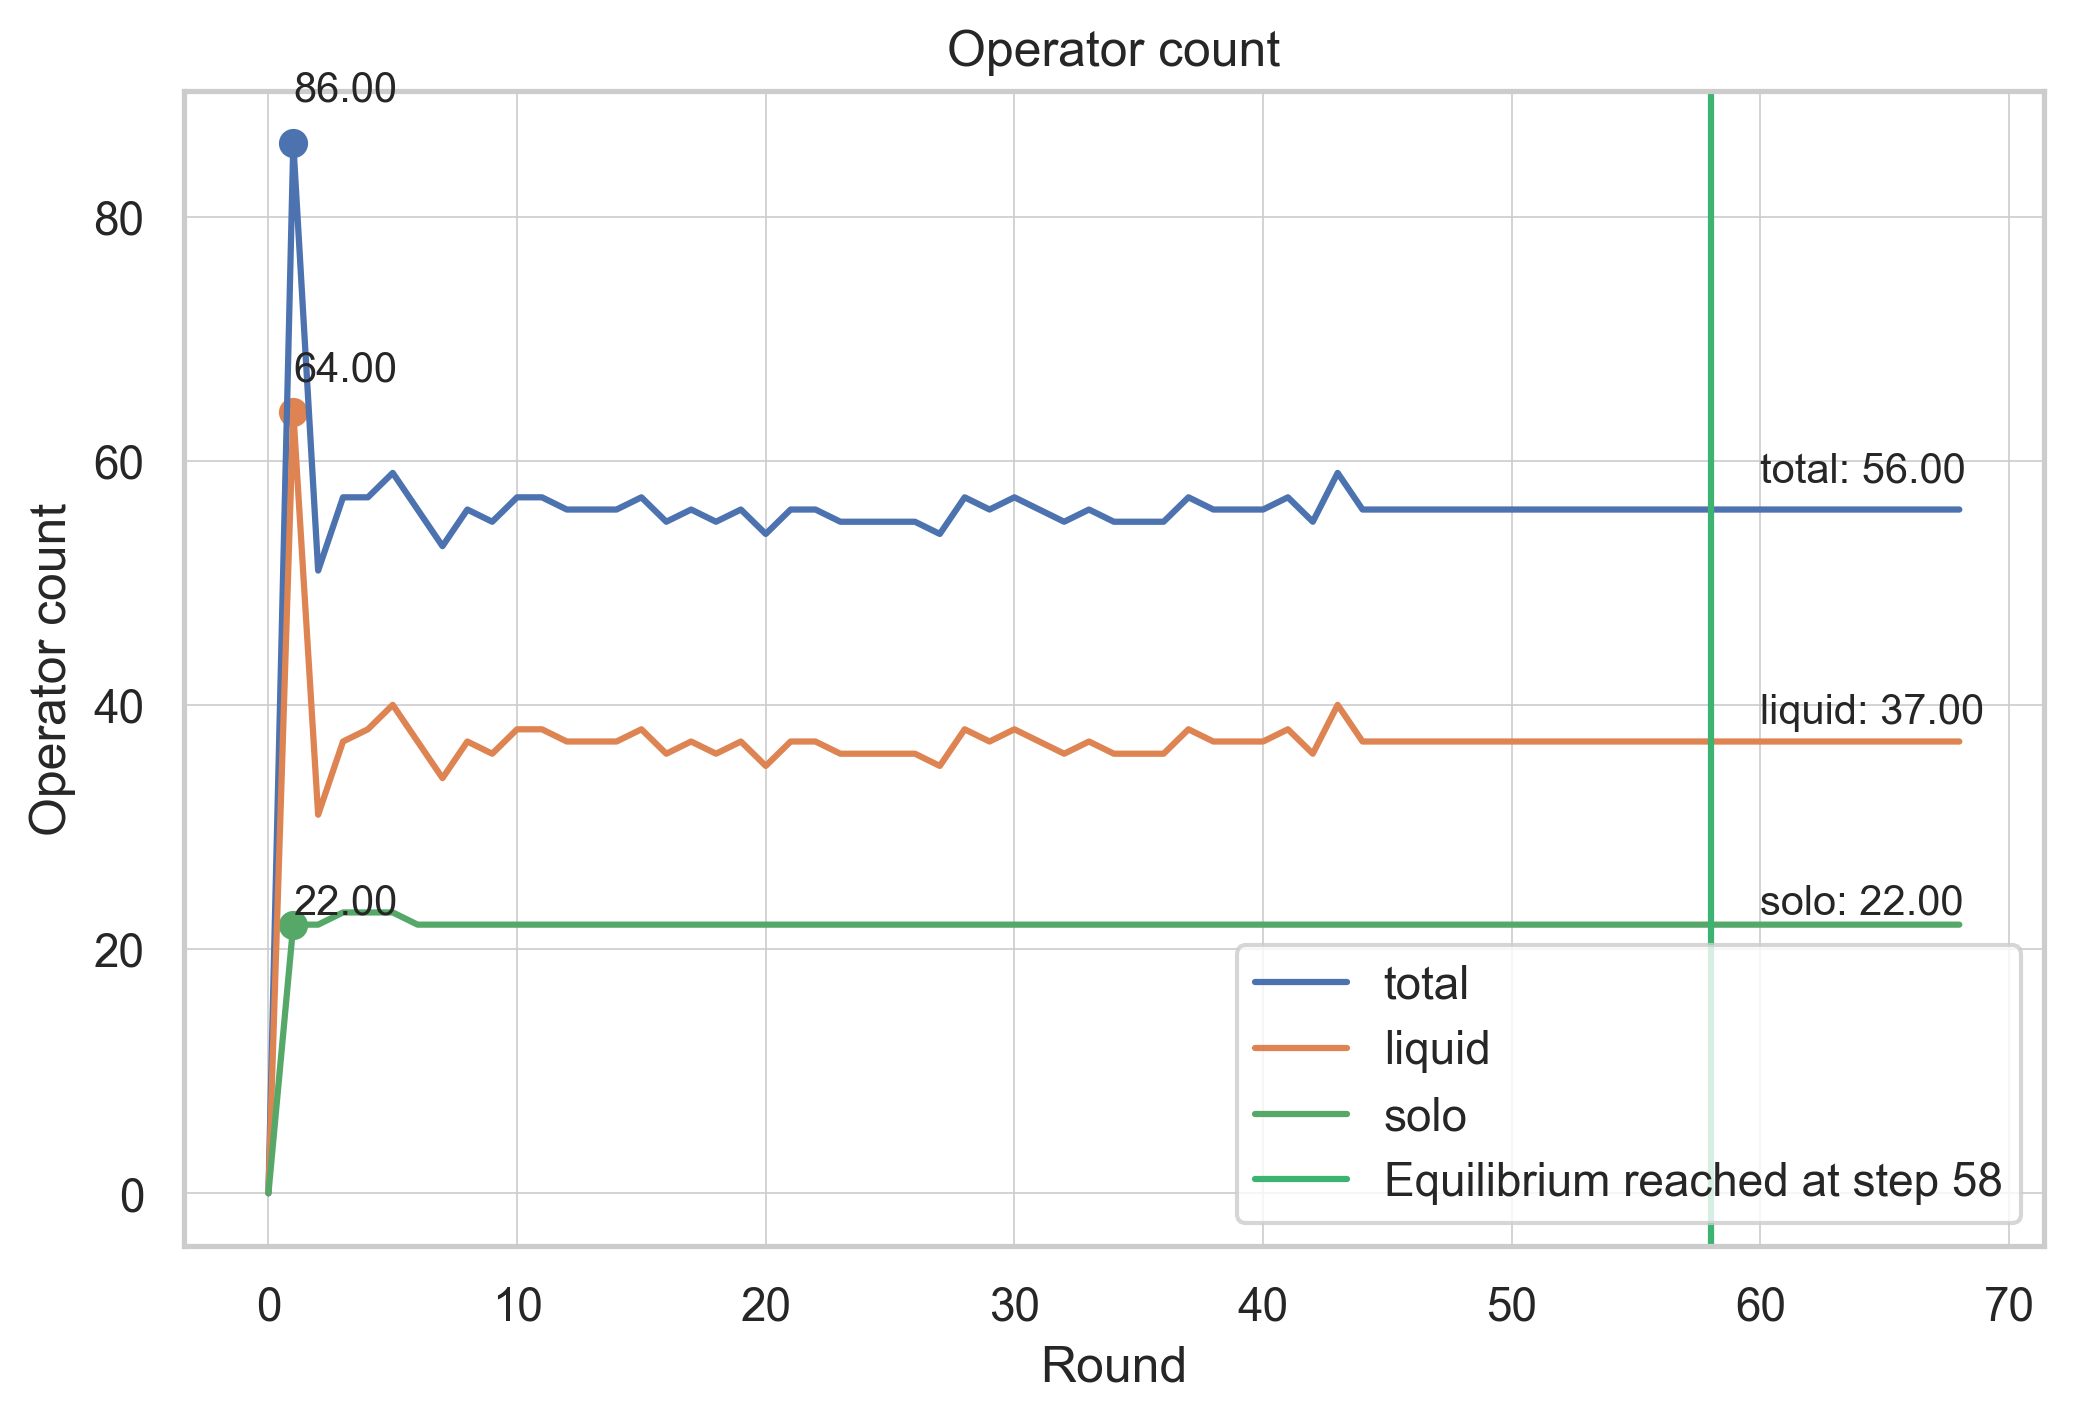 Operator count
86.00
64.00
22.00
total: 56.00
liquid: 37.00
solo: 22.00
Operator count
80
60
40
20
0
total
liquid
solo
Equilibrium reached at step 58
0 10 20 30 40 50 60 70
Round